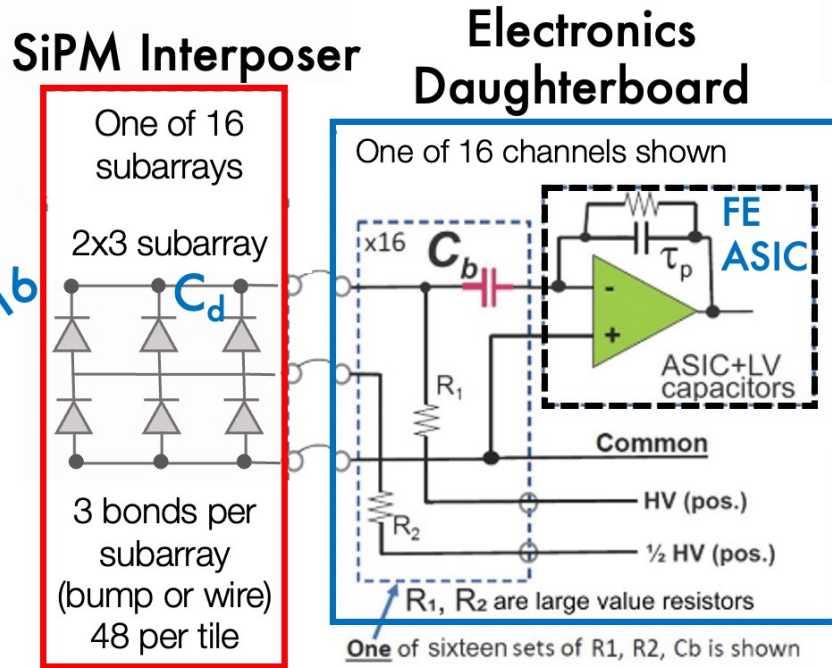 SiPM Interposer
Electronics
Daughterboard
One of 16
subarrays
2x3 subarray
16
Cd
3 bonds per
subarray
(bump or wire)
48 per tile
One of 16 channels shown
x16
Cb
FE
ASIC
τp
-
+
ASIC+LV
capacitors
R1
Common
HV (pos.)
R2
½ HV (pos.)
R1, R2 are large value resistors
One of sixteen sets of R1, R2, Cb is shown